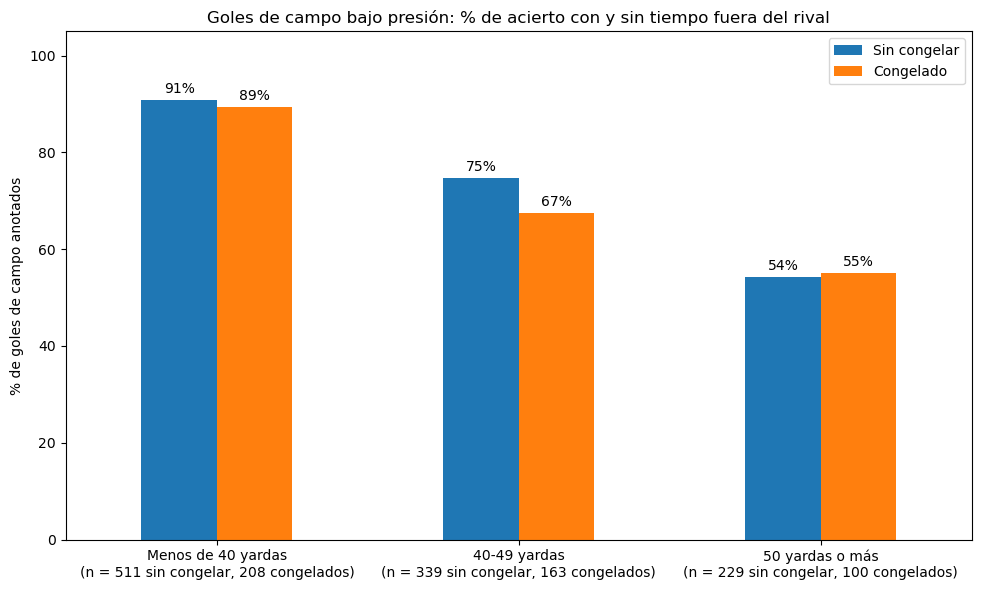 Goles de campo bajo presión: % de acierto con y sin tiempo fuera del rival
Sin congelar
Congelado
% de goles de campo anotados
100
80
60
40
20
0
91%
89%
75%
67%
54%
55%
Menos de 40 yardas
(n = 511 sin congelar, 208 congelados)
40-49 yardas
(n = 339 sin congelar, 163 congelados)
50 yardas o más
(n = 229 sin congelar, 100 congelados)